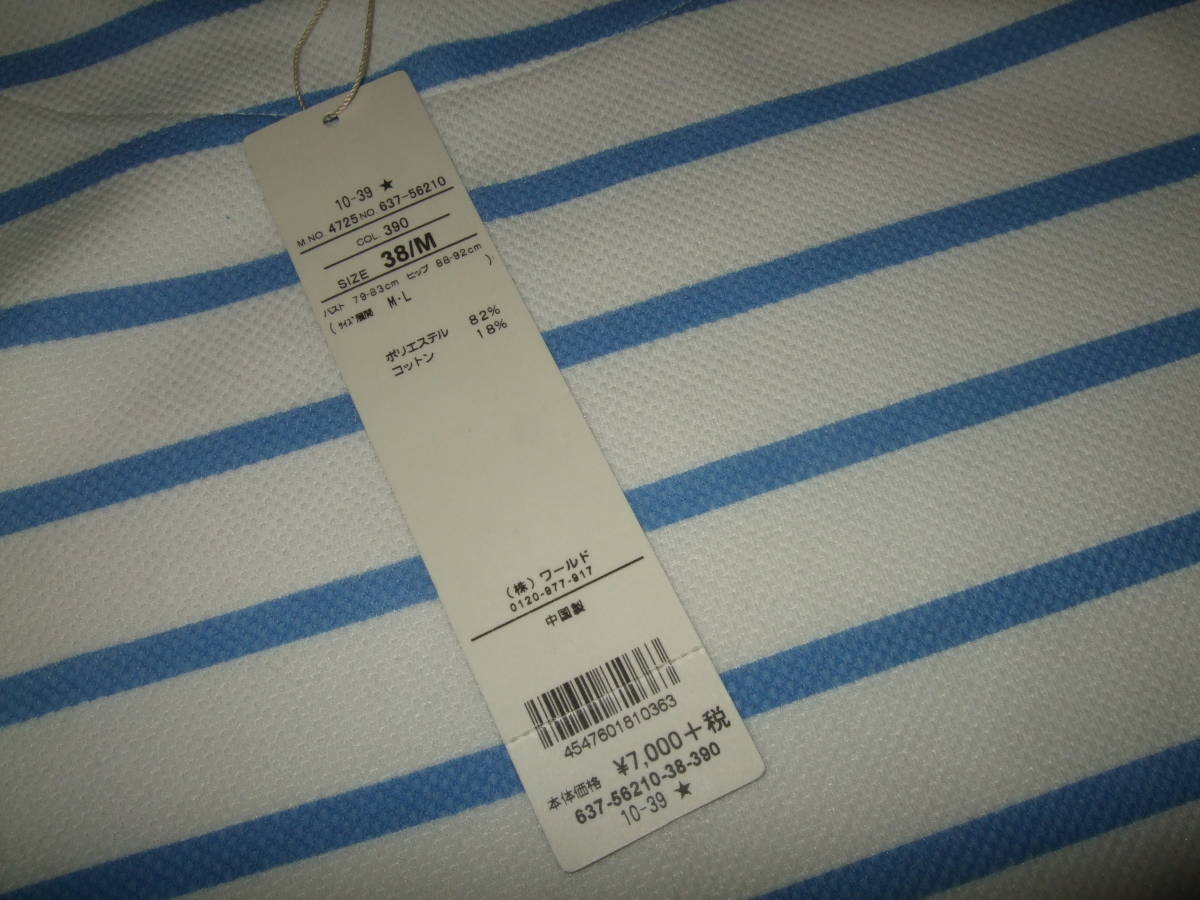 10-39 ★
M.NO. 4725 NO. 637-56210
COL. 390
SIZE 38/M
バスト 79-83cm ヒップ 88-92cm
(サイズ展開 M・L )
ポリエステル 82%
コットン 18%
(株)ワールド
0120-977-917
中国製
4547601810363
本体価格 ¥7,000+税
637-56210-38-390
10-39 ★